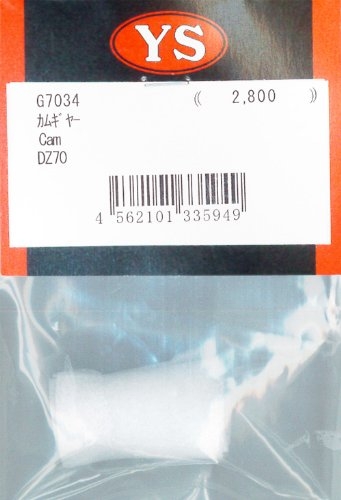 YS
G7034 《 2,800 》
ｶﾑｷﾞﾔｰ
Cam
DZ70
4 562101 335949